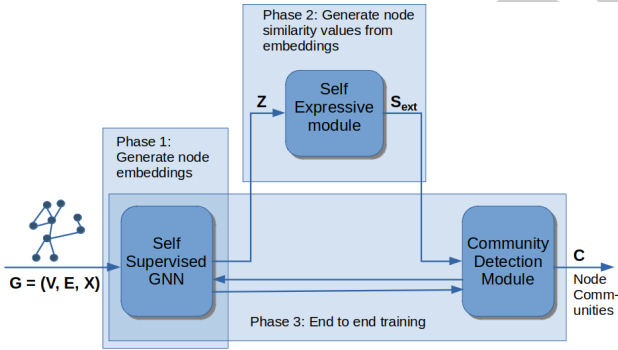 Phase 2: Generate node
similarity values from
embeddings
Self
Expressive
module
Z
S_ext
Phase 1:
Generate node
embeddings
Self
Supervised
GNN
Community
Detection
Module
G = (V, E, X)
C
Node
Comm-
unities
Phase 3: End to end training